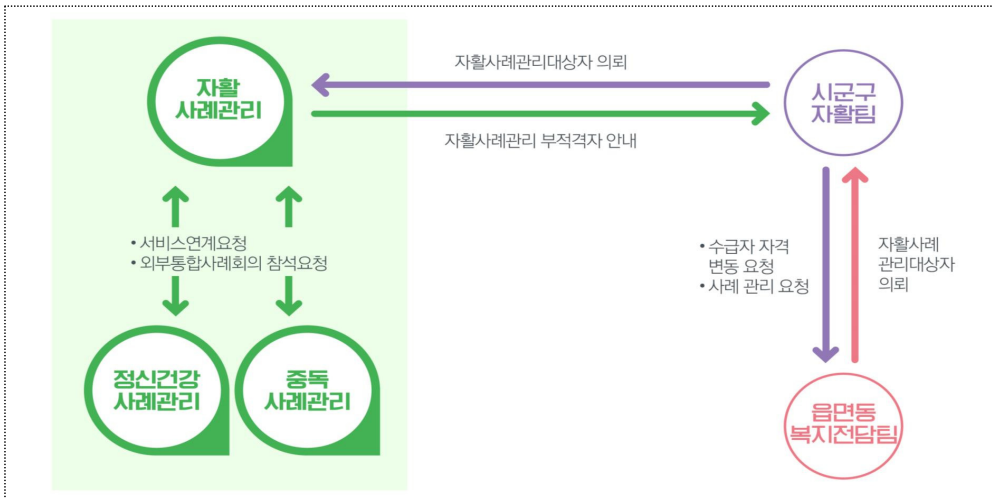 자활사례관리대상자 의뢰
자활
사례관리
시군구
자활팀
자활사례관리 부적격자 안내
• 서비스연계요청
• 외부통합사례회의 참석요청
• 수급자 자격
변동 요청
• 사례 관리 요청
자활사례
관리대상자
의뢰
정신건강
사례관리
중독
사례관리
읍면동
복지전담팀